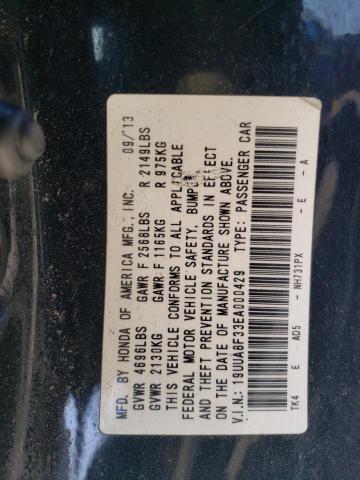 MFD. BY HONDA OF AMERICA MFG., INC. 09/'13
GVWR 4696LBS GAWR F 2568LBS R 2149LBS
GVWR 2130KG GAWR F 1165KG R 975KG
THIS VEHICLE CONFORMS TO ALL APPLICABLE
FEDERAL MOTOR VEHICLE SAFETY, BUMPER
AND THEFT PREVENTION STANDARDS IN EFFECT
ON THE DATE OF MANUFACTURE SHOWN ABOVE.
V.I.N.: 19UUA8F33EA000429 TYPE: PASSENGER CAR
TK4 E AD5 - NH731PX - E - A